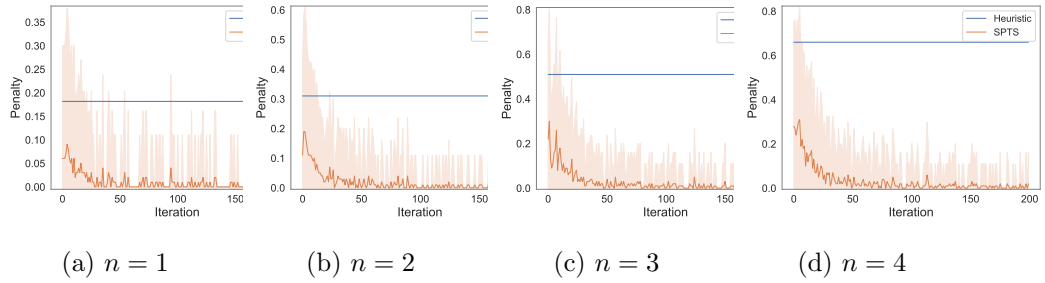 0.35
0.30
0.25
0.20
0.15
0.10
0.05
0.00
Penalty
0 50 100 150
Iteration
0.6
0.5
0.4
0.3
0.2
0.1
0.0
Penalty
0 50 100 150
Iteration
0.8
0.6
0.4
0.2
0.0
Penalty
0 50 100 150
Iteration
0.8
0.6
0.4
0.2
0.0
Penalty
0 50 100 150 200
Iteration
Heuristic
SPTS
(a) n = 1
(b) n = 2
(c) n = 3
(d) n = 4